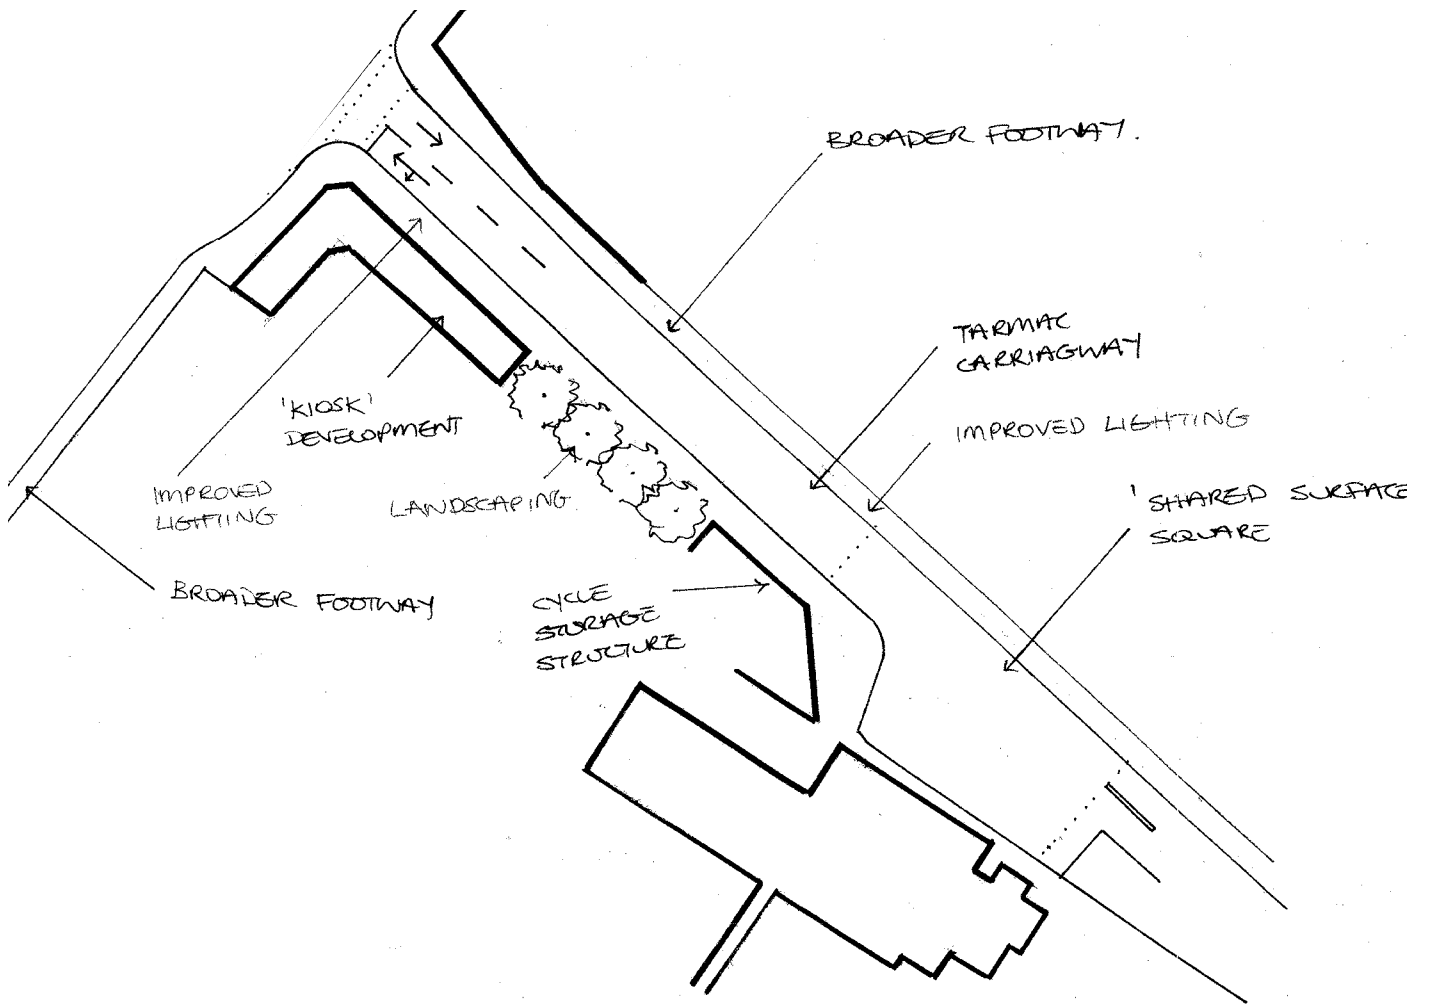 BROADER FOOTWAY.
TARMAC
CARRIAGWAY
IMPROVED LIGHTING
' SHARED SURFACE
SQUARE
'KIOSK'
DEVELOPMENT
IMPROVED
LIGHTING
LANDSCAPING.
BROADER FOOTWAY
CYCLE
STORAGE
STRUCTURE